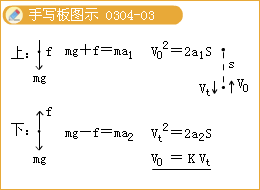 手写板图示 0304-03
上: f mg mg+f=ma₁ V₀²=2a₁S
S Vt V₀
下: f mg mg-f=ma₂ Vt²=2a₂S
V₀ = K Vt